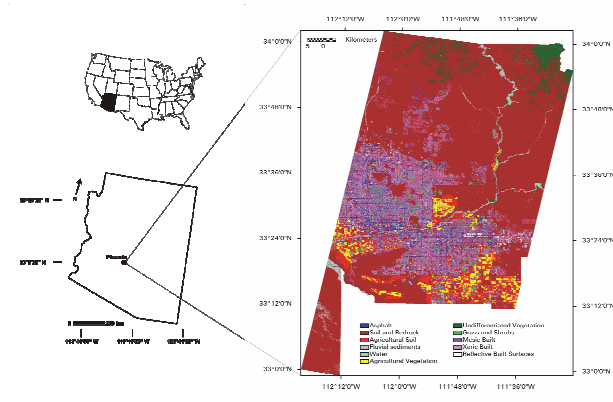 112°12'0"W 112°0'0"W 111°48'0"W 111°36'0"W
Kilometers
5 0
34°0'0"N 34°0'0"N
33°48'0"N 33°48'0"N
33°36'0"N 33°36'0"N
N
33°24'0"N 33°24'0"N
Phoenix
33°12'0"N 33°12'0"N
33°0'0"N 33°0'0"N
Asphalt
Soil and Bedrock
Agricultural Soil
Fluvial sediments
Water
Agricultural Vegetation
Undifferentiated Vegetation
Grass and Shrubs
Mesic Built
Xeric Built
Reflective Built Surfaces
112°12'0"W 112°0'0"W 111°48'0"W 111°36'0"W